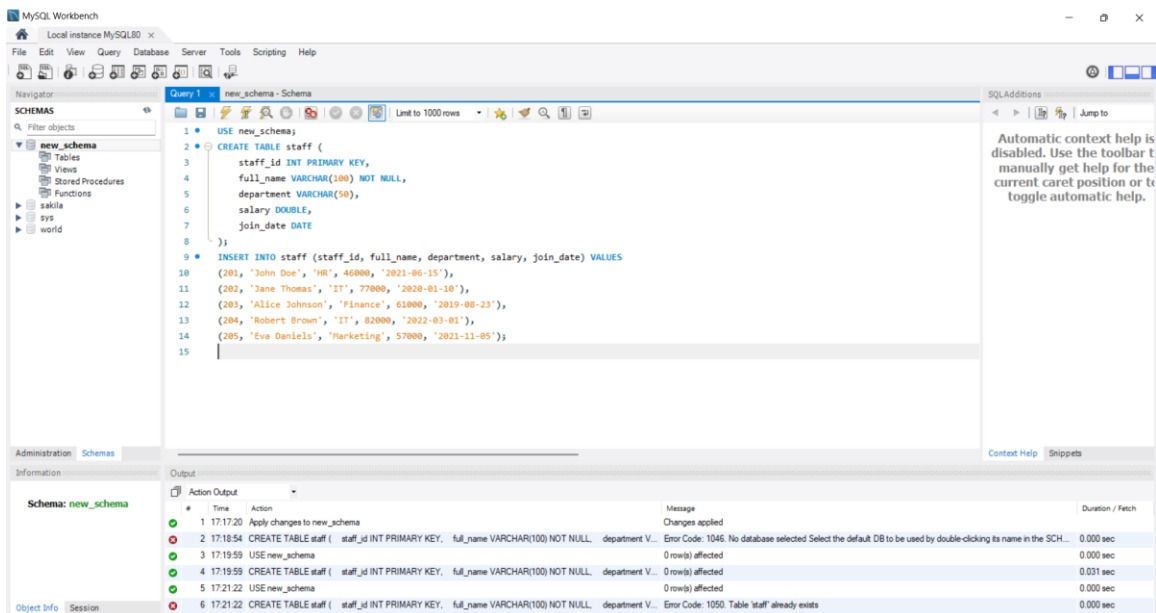 MySQL Workbench
Local instance MySQL80
File Edit View Query Database Server Tools Scripting Help
Navigator
SCHEMAS
Filter objects
new_schema
Tables
Views
Stored Procedures
Functions
sakila
sys
world
Administration Schemas
Information
Schema: new_schema
Object Info Session
Query 1 new_schema - Schema
Limit to 1000 rows
1 USE new_schema;
2 CREATE TABLE staff (
3 staff_id INT PRIMARY KEY,
4 full_name VARCHAR(100) NOT NULL,
5 department VARCHAR(50),
6 salary DOUBLE,
7 join_date DATE
8 );
9 INSERT INTO staff (staff_id, full_name, department, salary, join_date) VALUES
10 (201, 'John Doe', 'HR', 46000, '2021-06-15'),
11 (202, 'Jane Thomas', 'IT', 77000, '2020-01-10'),
12 (203, 'Alice Johnson', 'Finance', 61000, '2019-08-23'),
13 (204, 'Robert Brown', 'IT', 82000, '2022-03-01'),
14 (205, 'Eva Daniels', 'Marketing', 57000, '2021-11-05');
15
SQLAdditions
Jump to
Automatic context help is
disabled. Use the toolbar t
manually get help for the
current caret position or to
toggle automatic help.
Context Help Snippets
Output
Action Output
# Time Action Message Duration / Fetch
1 17:17:20 Apply changes to new_schema Changes applied
2 17:18:54 CREATE TABLE staff ( staff_id INT PRIMARY KEY, full_name VARCHAR(100) NOT NULL, department V... Error Code: 1046. No database selected Select the default DB to be used by double-clicking its name in the SCH... 0.000 sec
3 17:19:59 USE new_schema 0 row(s) affected 0.000 sec
4 17:19:59 CREATE TABLE staff ( staff_id INT PRIMARY KEY, full_name VARCHAR(100) NOT NULL, department V... 0 row(s) affected 0.031 sec
5 17:21:22 USE new_schema 0 row(s) affected 0.000 sec
6 17:21:22 CREATE TABLE staff ( staff_id INT PRIMARY KEY, full_name VARCHAR(100) NOT NULL, department V... Error Code: 1050. Table 'staff' already exists 0.000 sec